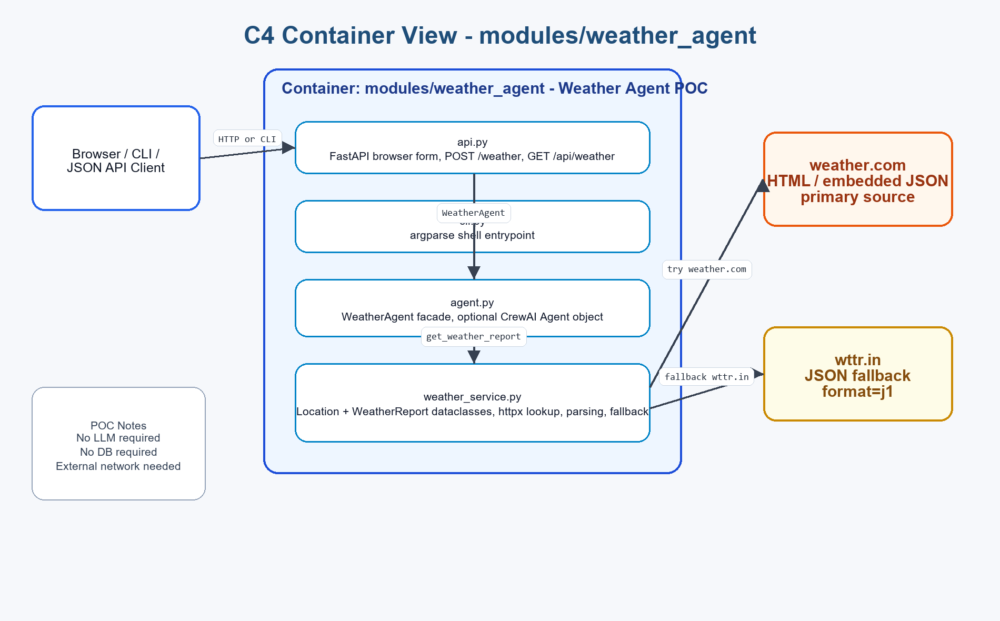 C4 Container View - modules/weather_agent
Container: modules/weather_agent - Weather Agent POC
Browser / CLI /
JSON API Client
HTTP or CLI
api.py
FastAPI browser form, POST /weather, GET /api/weather
WeatherAgent
argparse shell entrypoint
agent.py
WeatherAgent facade, optional CrewAI Agent object
get_weather_report
weather_service.py
Location + WeatherReport dataclasses, httpx lookup, parsing, fallback
try weather.com
fallback wttr.in
weather.com
HTML / embedded JSON
primary source
wttr.in
JSON fallback
format=j1
POC Notes
No LLM required
No DB required
External network needed